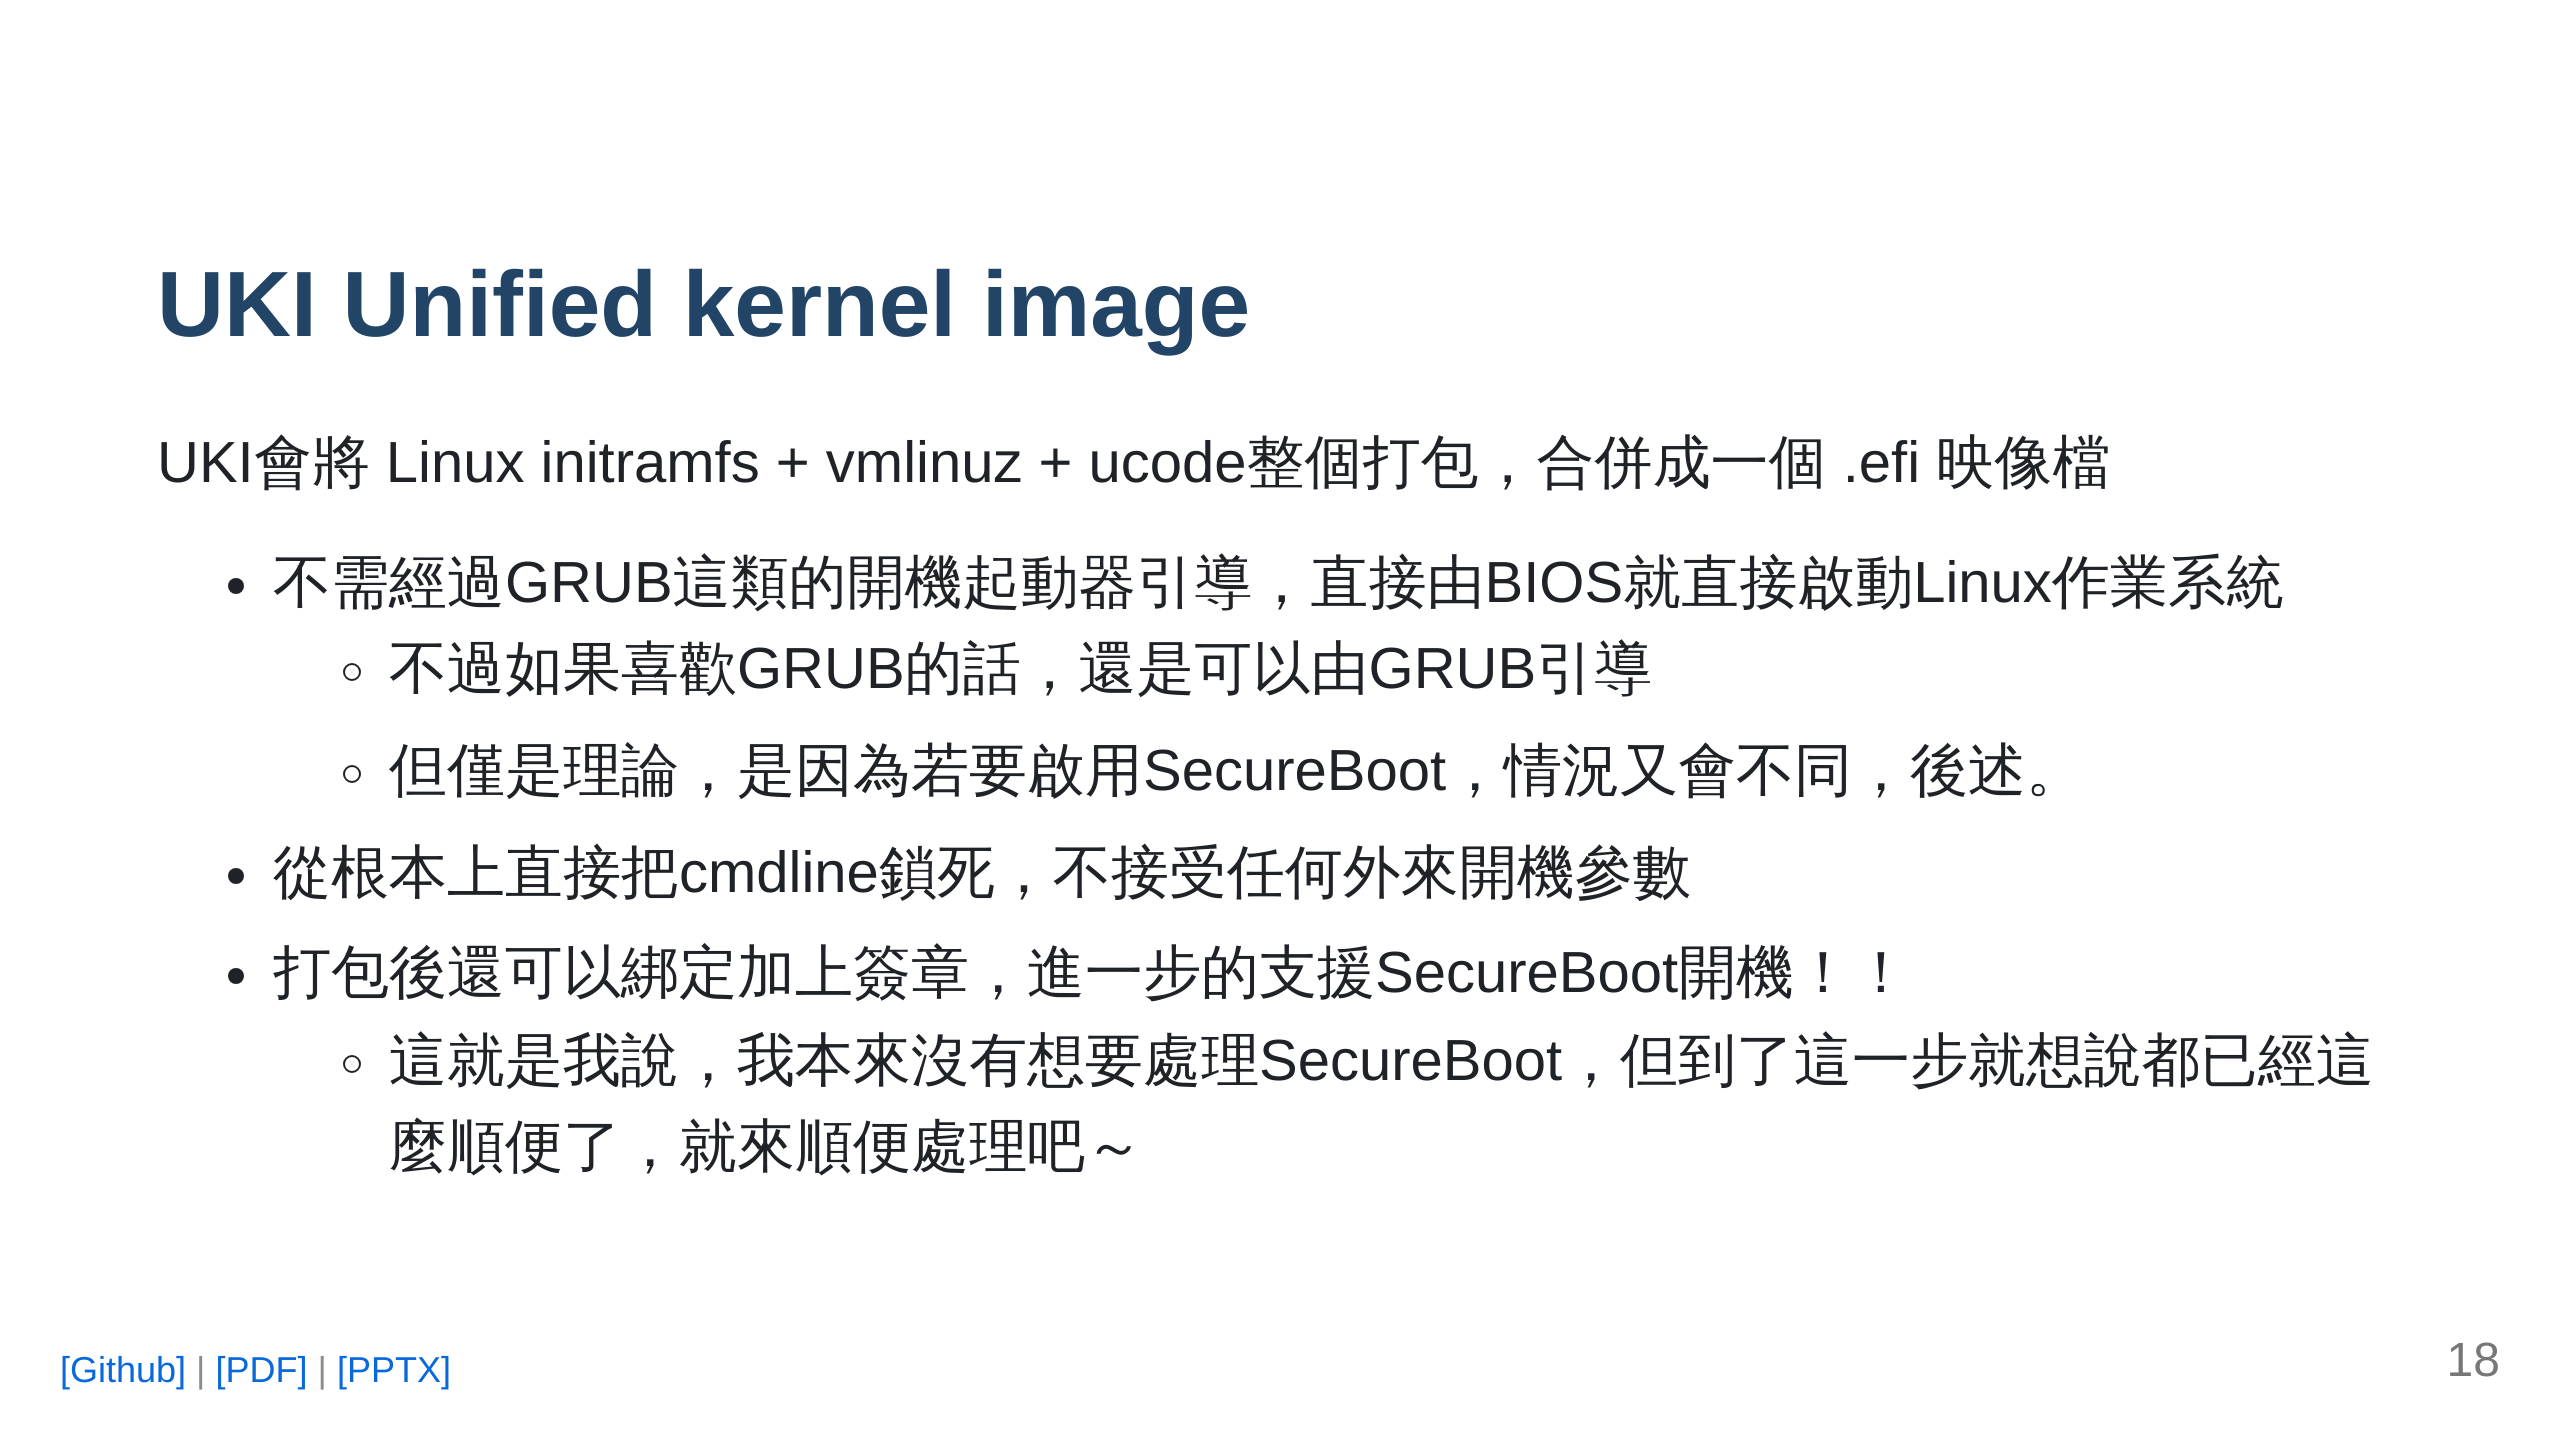 UKI Unified kernel image
UKI會將 Linux initramfs + vmlinuz + ucode整個打包，合併成一個 .efi 映像檔
• 不需經過GRUB這類的開機起動器引導，直接由BIOS就直接啟動Linux作業系統
◦ 不過如果喜歡GRUB的話，還是可以由GRUB引導
◦ 但僅是理論，是因為若要啟用SecureBoot，情況又會不同，後述。
• 從根本上直接把cmdline鎖死，不接受任何外來開機參數
• 打包後還可以綁定加上簽章，進一步的支援SecureBoot開機！！
◦ 這就是我說，我本來沒有想要處理SecureBoot，但到了這一步就想說都已經這
麼順便了，就來順便處理吧～
[Github] | [PDF] | [PPTX]
18